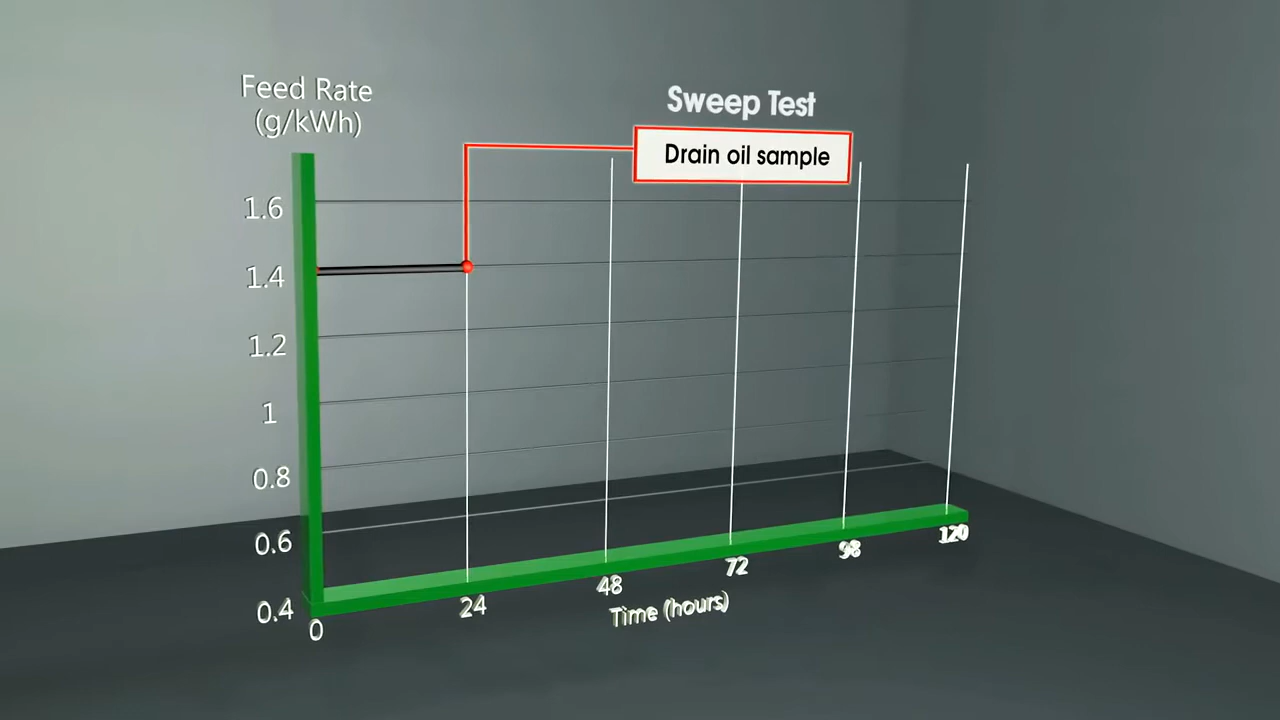 Feed Rate
(g/kWh)
Sweep Test
Drain oil sample
1.6
1.4
1.2
1
0.8
0.6
0.4
0
24
48
72
98
120
Time (hours)